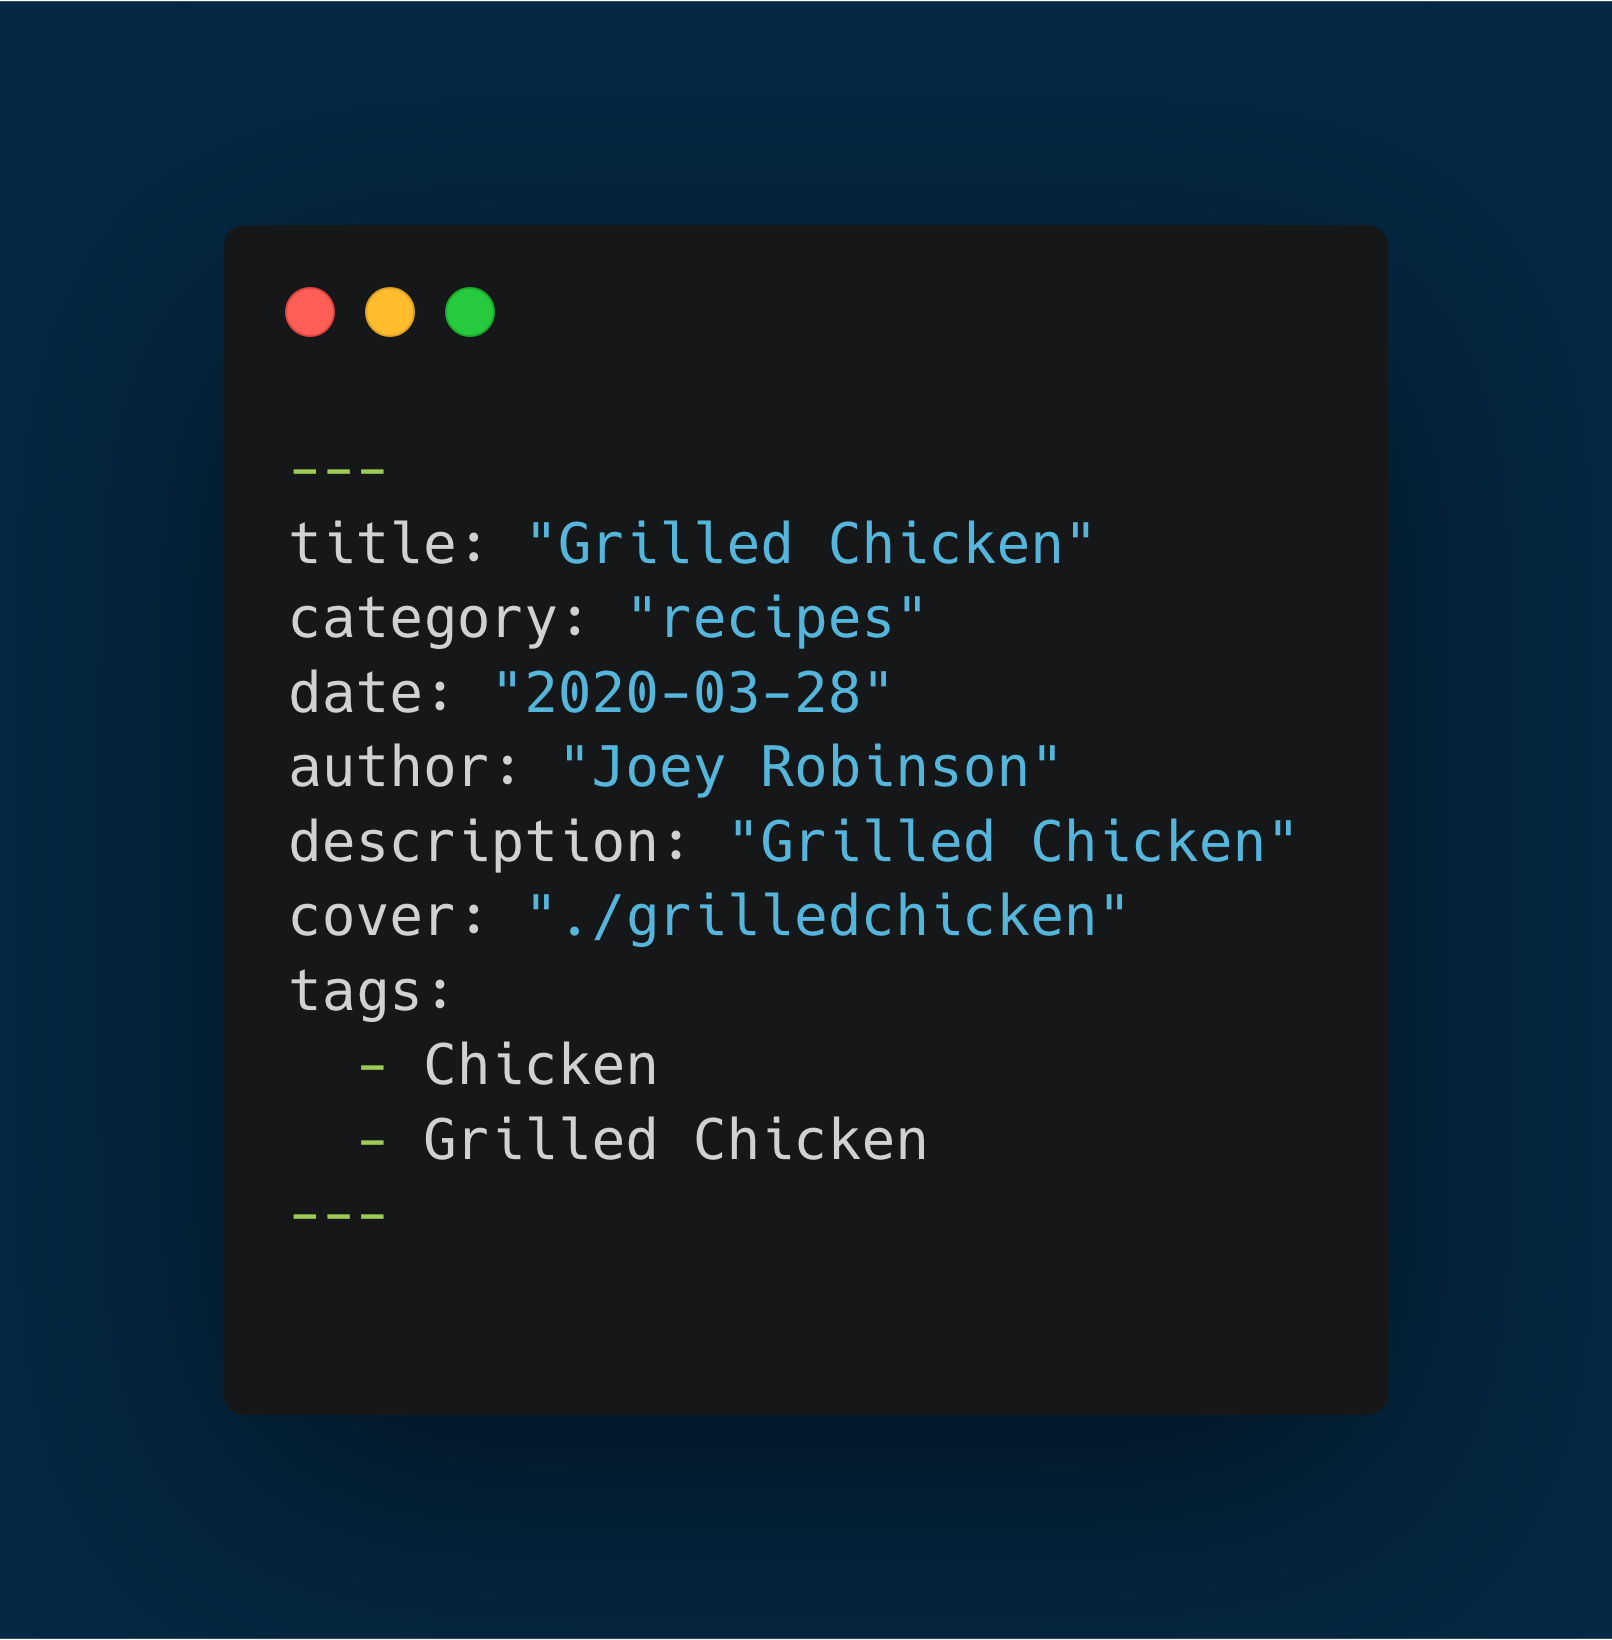 ---
title: "Grilled Chicken"
category: "recipes"
date: "2020-03-28"
author: "Joey Robinson"
description: "Grilled Chicken"
cover: "./grilledchicken"
tags:
  - Chicken
  - Grilled Chicken
---